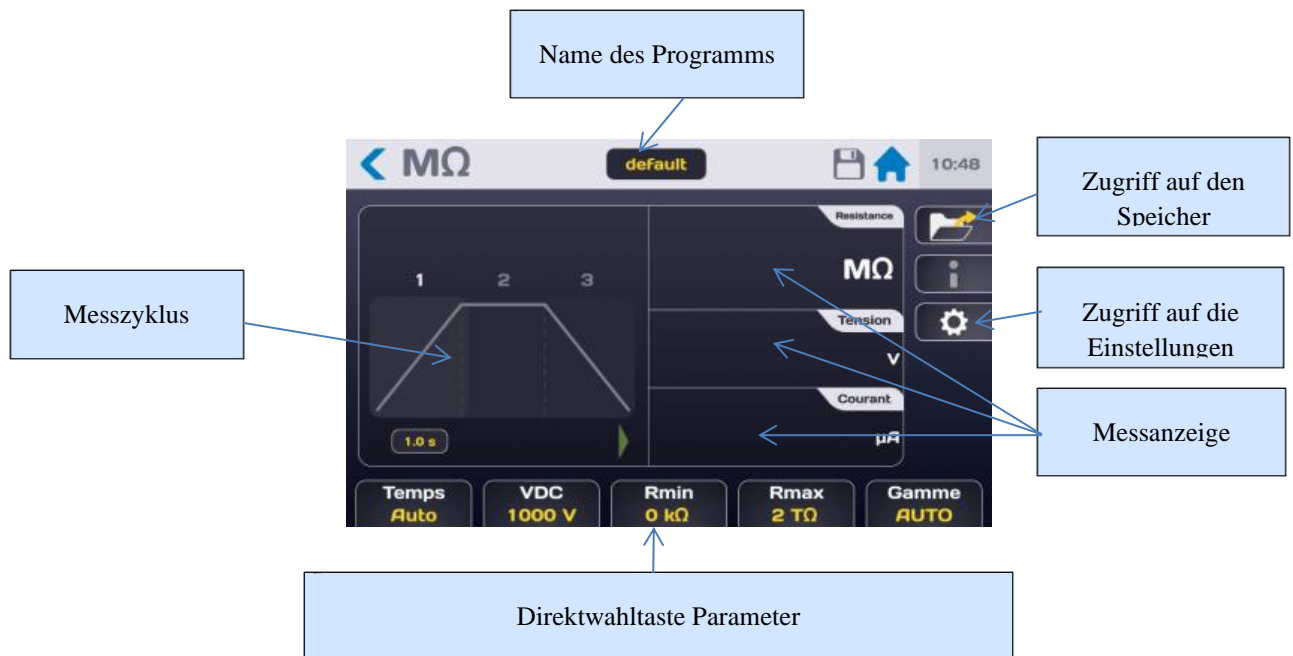 Name des Programms
MΩ
default
10:48
Zugriff auf den
Speicher
Resistance
MΩ
1 2 3
Messzyklus
Tension
V
Zugriff auf die
Einstellungen
Courant
µA
1.0 s
Messanzeige
Temps
Auto
VDC
1000 V
Rmin
0 kΩ
Rmax
2 TΩ
Gamme
AUTO
Direktwahltaste Parameter